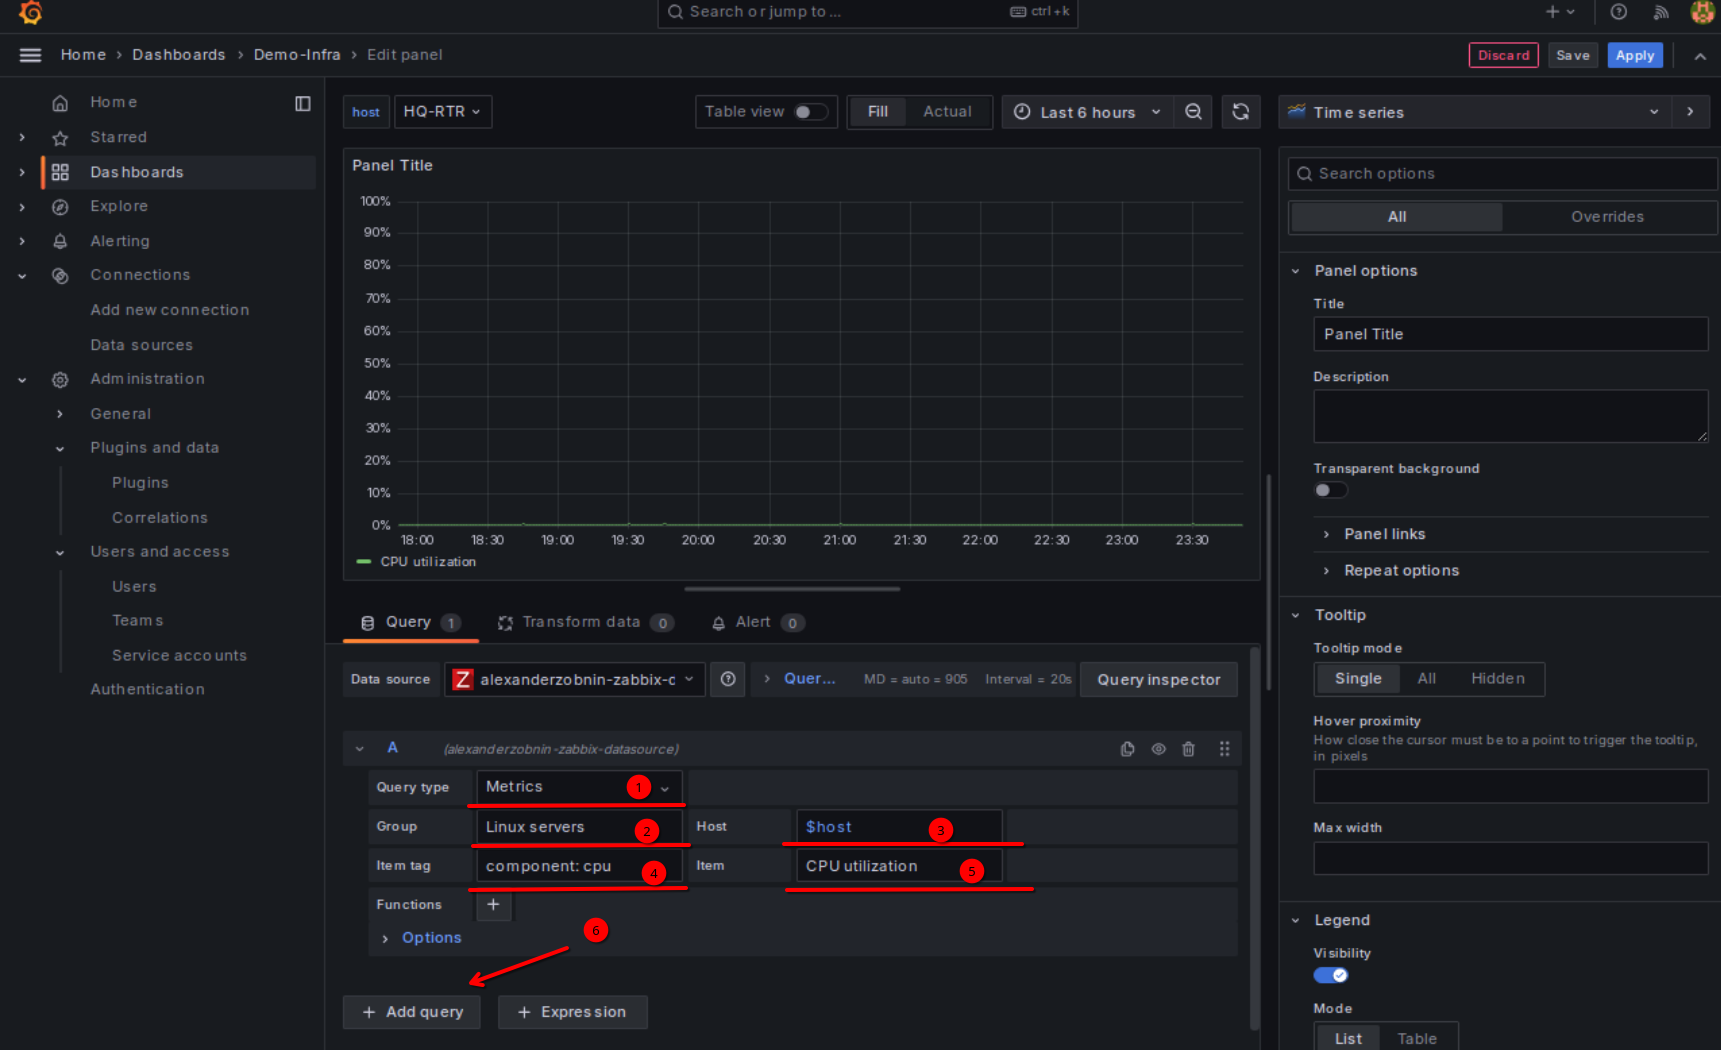 Search or jump to... ctrl+k
Home › Dashboards › Demo-Infra › Edit panel
Discard Save Apply
Home
Starred
Dashboards
Explore
Alerting
Connections
Add new connection
Data sources
Administration
General
Plugins and data
Plugins
Correlations
Users and access
Users
Teams
Service accounts
Authentication
host HQ-RTR Table view Fill Actual Last 6 hours
Panel Title
100%
90%
80%
70%
60%
50%
40%
30%
20%
10%
0%
18:00 18:30 19:00 19:30 20:00 20:30 21:00 21:30 22:00 22:30 23:00 23:30
CPU utilization
Query 1 Transform data 0 Alert 0
Data source Z alexanderzobnin-zabbix-c Quer... MD = auto = 905 Interval = 20s Query inspector
A (alexanderzobnin-zabbix-datasource)
Query type Metrics 1
Group Linux servers 2 Host $host 3
Item tag component: cpu 4 Item CPU utilization 5
Functions +
Options 6
+ Add query + Expression
Time series
Search options
All Overrides
Panel options
Title
Panel Title
Description
Transparent background
Panel links
Repeat options
Tooltip
Tooltip mode
Single All Hidden
Hover proximity
How close the cursor must be to a point to trigger the tooltip,
in pixels
Max width
Legend
Visibility
Mode
List Table